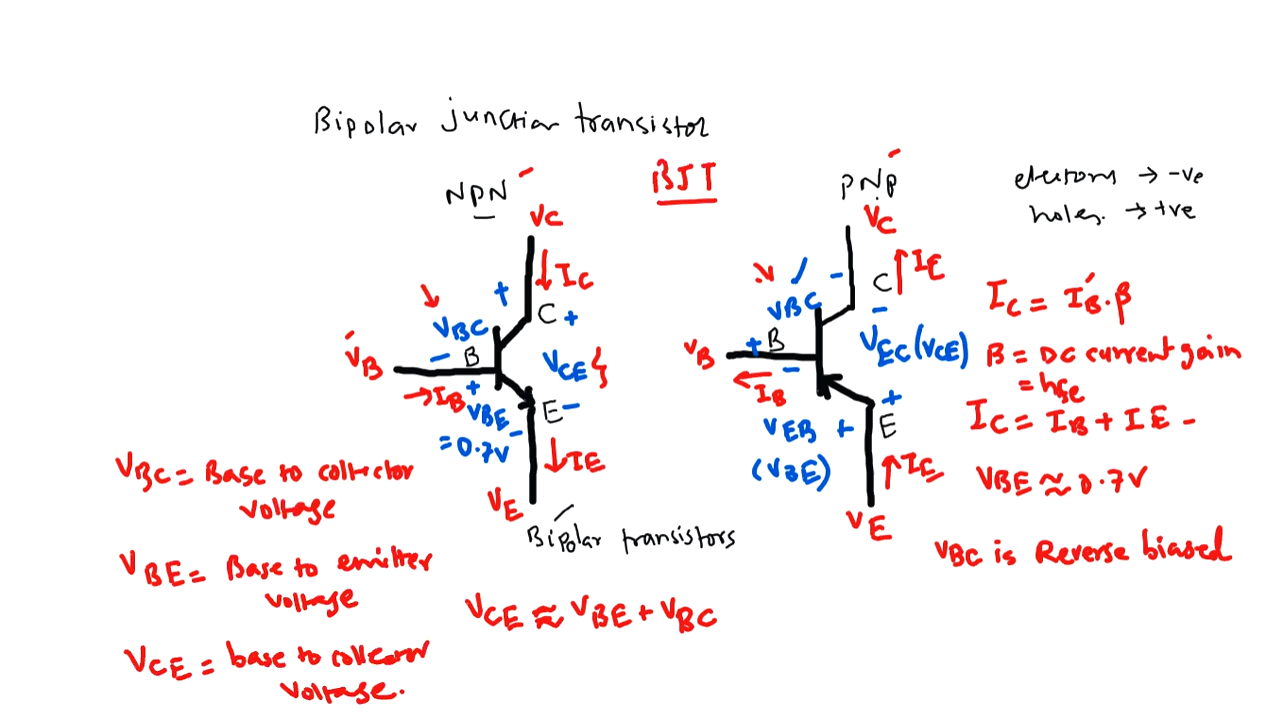 Bipolar junction transistor
NPN
BJT
PNP
electrons → -ve
holes. → +ve
VC
IC
+
VBC
C +
VB
-
B
VCE
→IB
+
VBE
= 0.7V
-
E -
IE
VE
VC
IE
-
C
-
VBC
VB
+ B
-
VEC (VCE)
IB
VEB +
(VBE)
+
E
IE
VE
IC = IB.β
B = DC current gain
= hfe
IC = IB + IE -
VBE ≈ 0.7V
VBC is Reverse biased
VBC = Base to collector
voltage
VBE = Base to emitter
voltage
VCE = base to collector
voltage.
Bipolar transistors
VCE ≈ VBE + VBC